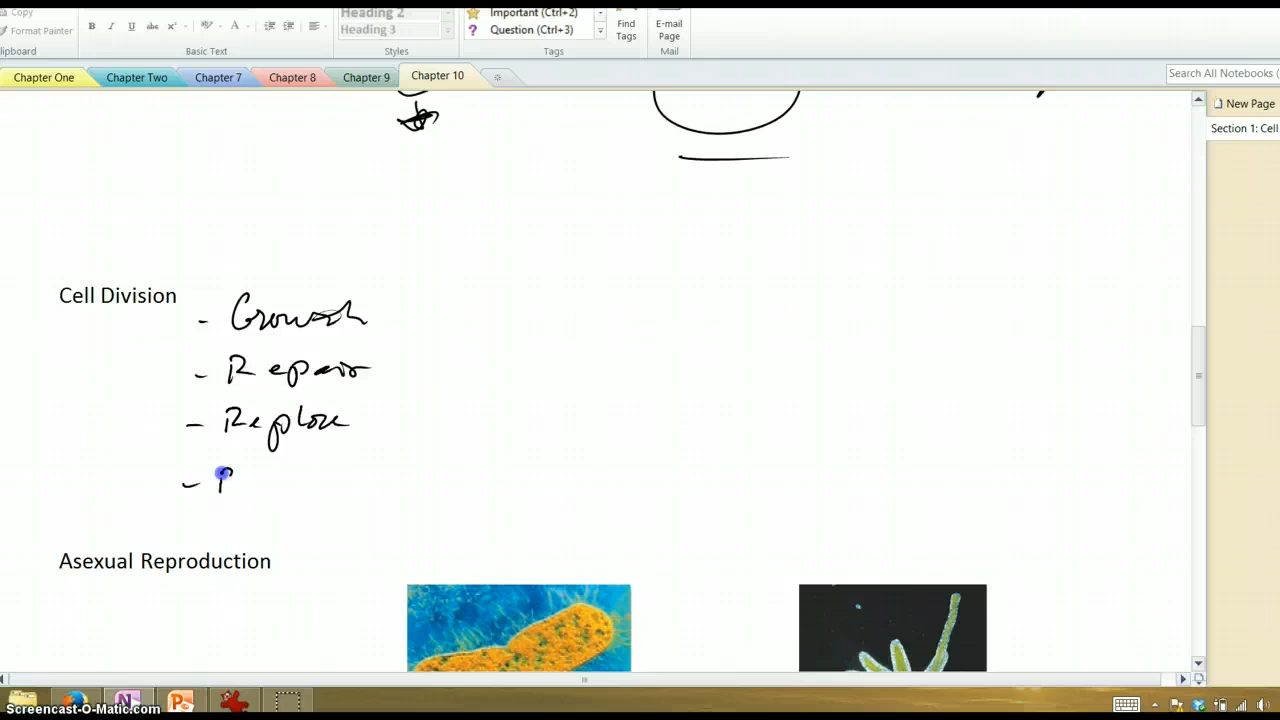 Copy
Format Painter
lipboard
B I U abc x² A
Basic Text
Heading 2
Heading 3
Styles
Important (Ctrl+2)
? Question (Ctrl+3)
Tags
Find
Tags
E-mail
Page
Mail
Chapter One
Chapter Two
Chapter 7
Chapter 8
Chapter 9
Chapter 10
Search All Notebooks (
New Page
Section 1: Cell
Cell Division
- Growth
- Repair
- Replace
-
Asexual Reproduction
Screencast-O-Matic.com